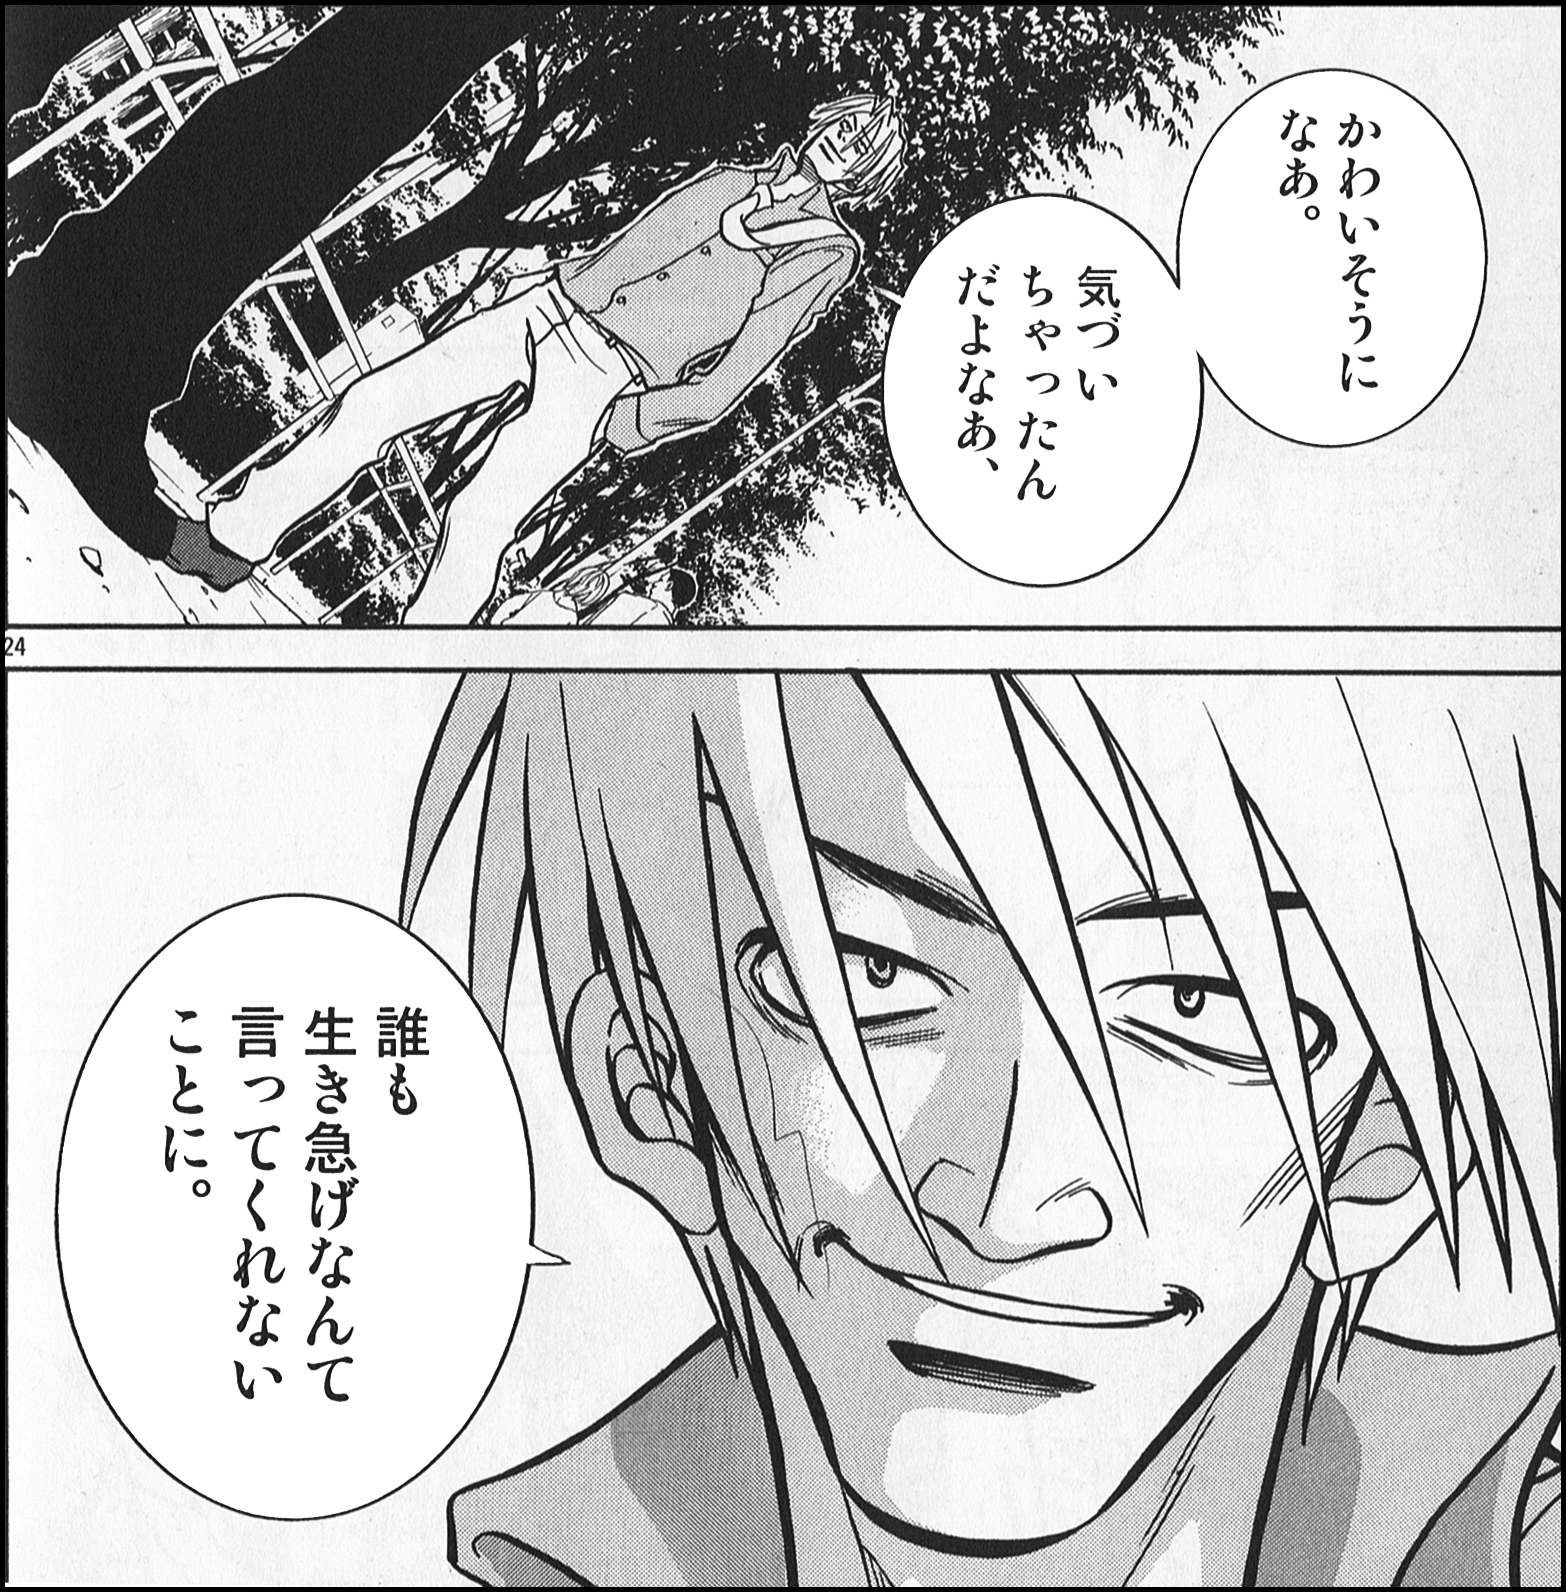 かわいそうに
なあ。
気づい
ちゃったん
だよなあ、
24
誰も
生き急げなんて
言ってくれない
ことに。